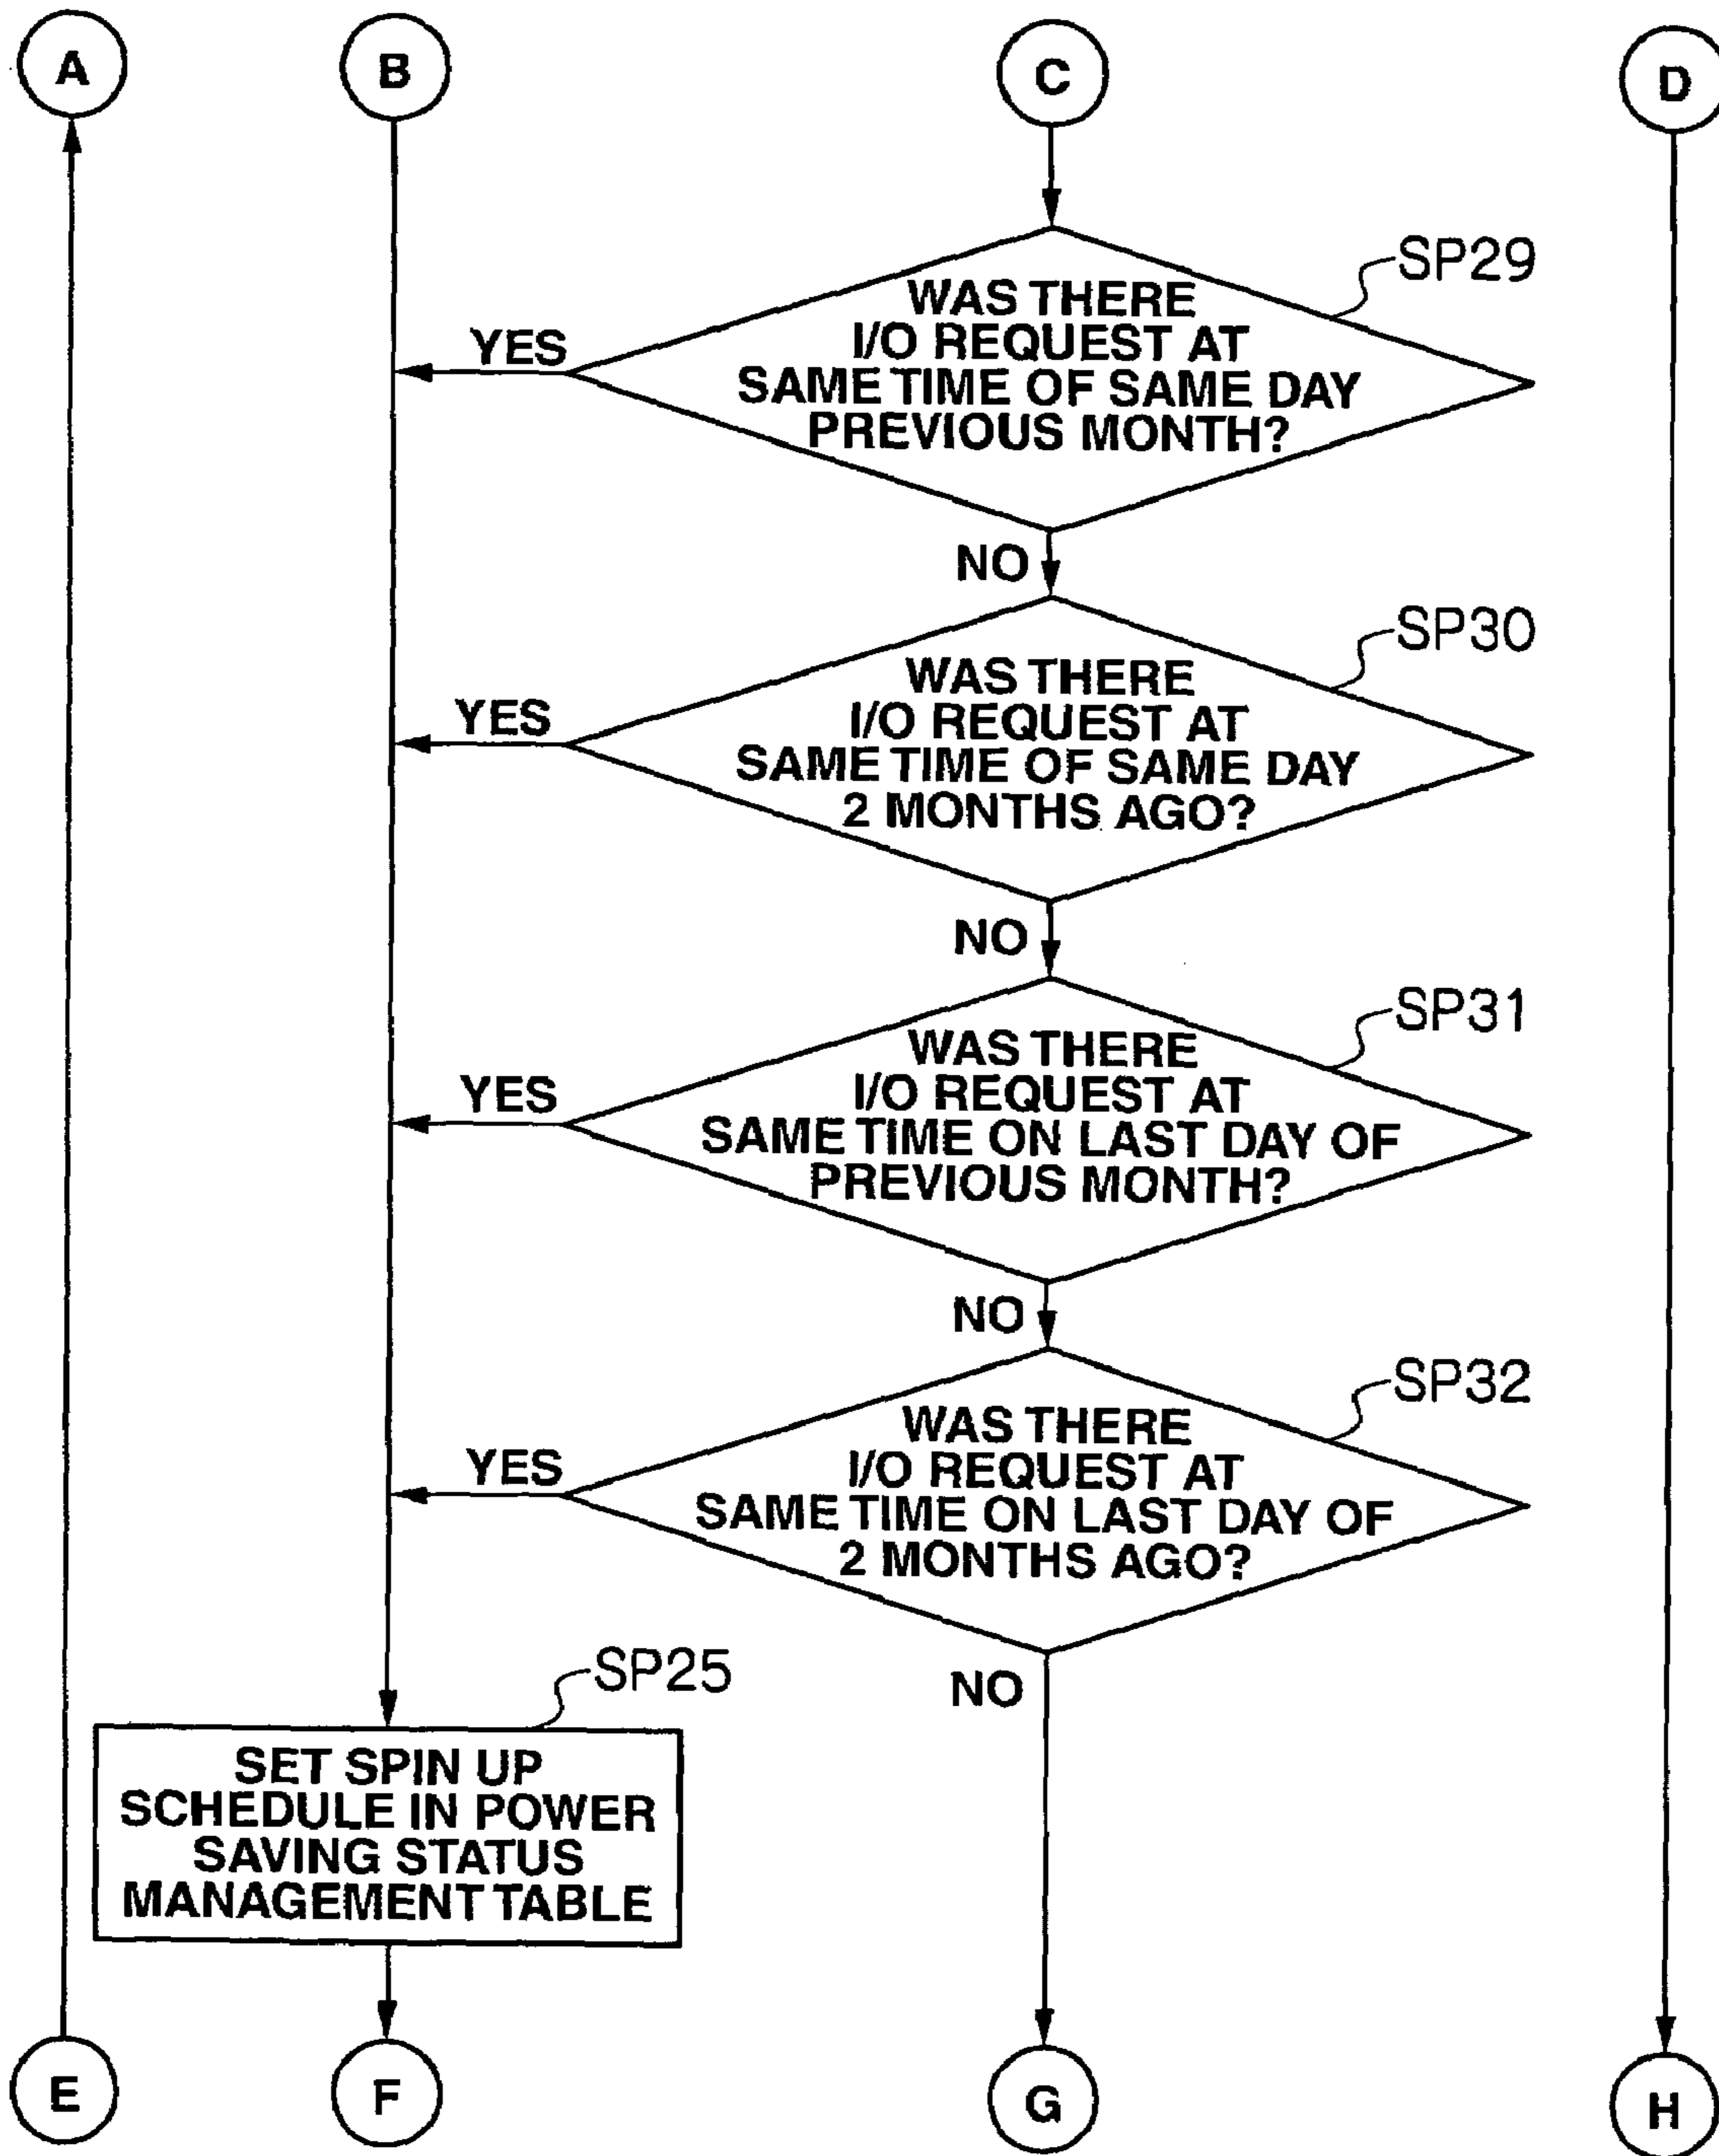 A
B
C
D
SP29
WAS THERE
I/O REQUEST AT
SAME TIME OF SAME DAY
PREVIOUS MONTH?
YES
NO
SP30
WAS THERE
I/O REQUEST AT
SAME TIME OF SAME DAY
2 MONTHS AGO?
YES
NO
SP31
WAS THERE
I/O REQUEST AT
SAME TIME ON LAST DAY OF
PREVIOUS MONTH?
YES
NO
SP32
WAS THERE
I/O REQUEST AT
SAME TIME ON LAST DAY OF
2 MONTHS AGO?
YES
NO
SP25
SET SPIN UP
SCHEDULE IN POWER
SAVING STATUS
MANAGEMENT TABLE
E
F
G
H